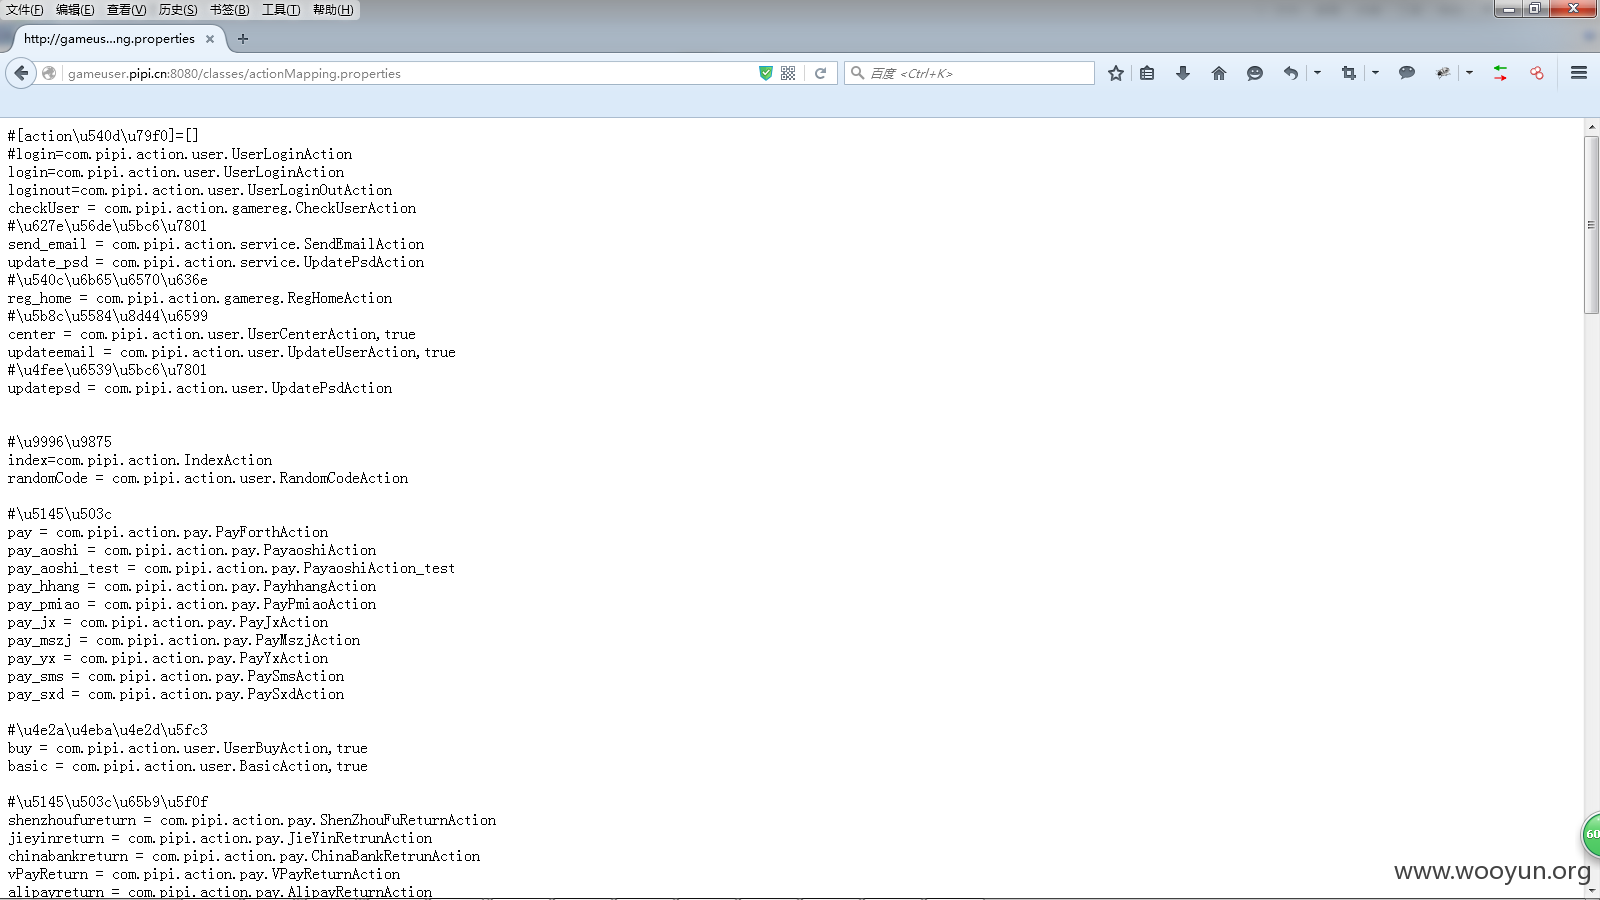 文件(F) 编辑(E) 查看(V) 历史(S) 书签(B) 工具(T) 帮助(H)
http://gameus...ng.properties
gameuser.pipi.cn:8080/classes/actionMapping.properties
百度 <Ctrl+K>
#[action\u540d\u79f0]=[]
#login=com.pipi.action.user.UserLoginAction
login=com.pipi.action.user.UserLoginAction
loginout=com.pipi.action.user.UserLoginOutAction
checkUser = com.pipi.action.gamereg.CheckUserAction
#\u627e\u56de\u5bc6\u7801
send_email = com.pipi.action.service.SendEmailAction
update_psd = com.pipi.action.service.UpdatePsdAction
#\u540c\u6b65\u6570\u636e
reg_home = com.pipi.action.gamereg.RegHomeAction
#\u5b8c\u5584\u8d44\u6599
center = com.pipi.action.user.UserCenterAction,true
updateemail = com.pipi.action.user.UpdateUserAction,true
#\u4fee\u6539\u5bc6\u7801
updatepsd = com.pipi.action.user.UpdatePsdAction
#\u9996\u9875
index=com.pipi.action.IndexAction
randomCode = com.pipi.action.user.RandomCodeAction
#\u5145\u503c
pay = com.pipi.action.pay.PayForthAction
pay_aoshi = com.pipi.action.pay.PayaoshiAction
pay_aoshi_test = com.pipi.action.pay.PayaoshiAction_test
pay_hhang = com.pipi.action.pay.PayhhangAction
pay_pmiao = com.pipi.action.pay.PayPmiaoAction
pay_jx = com.pipi.action.pay.PayJxAction
pay_mszj = com.pipi.action.pay.PayMszjAction
pay_yx = com.pipi.action.pay.PayYxAction
pay_sms = com.pipi.action.pay.PaySmsAction
pay_sxd = com.pipi.action.pay.PaySxdAction
#\u4e2a\u4eba\u4e2d\u5fc3
buy = com.pipi.action.user.UserBuyAction,true
basic = com.pipi.action.user.BasicAction,true
#\u5145\u503c\u65b9\u5f0f
shenzhoufureturn = com.pipi.action.pay.ShenZhouFuReturnAction
jieyinreturn = com.pipi.action.pay.JieYinRetrunAction
chinabankreturn = com.pipi.action.pay.ChinaBankRetrunAction
vPayReturn = com.pipi.action.pay.VPayReturnAction
alipayreturn = com.pipi.action.pay.AlipayReturnAction
60
www.wooyun.org